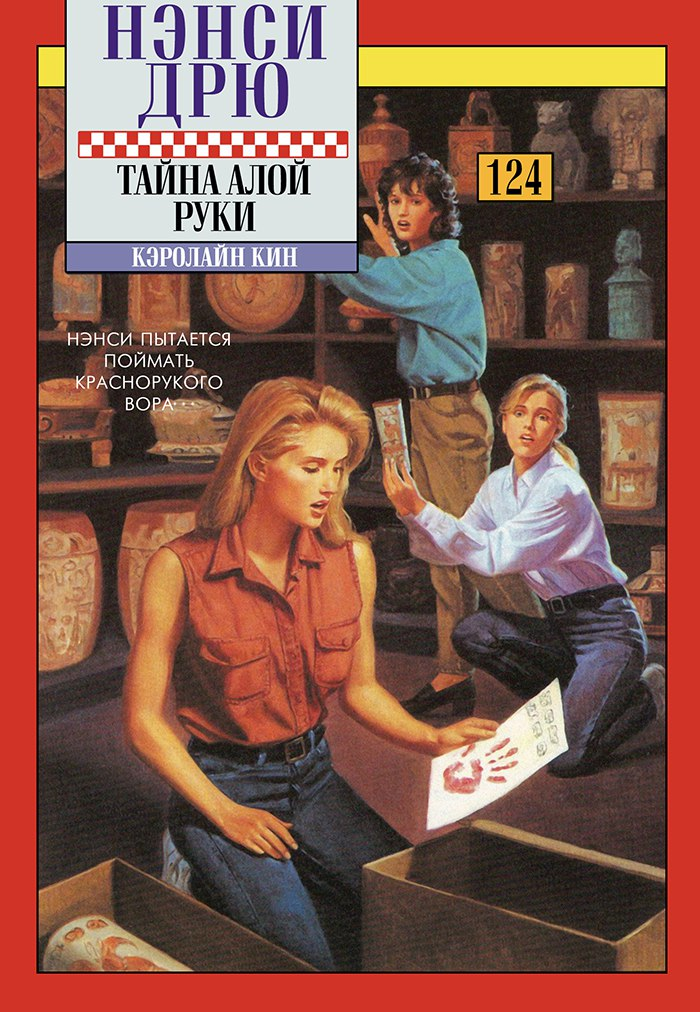 НЭНСИ
ДРЮ
ТАЙНА АЛОЙ
РУКИ
КЭРОЛАЙН КИН
124
НЭНСИ ПЫТАЕТСЯ
ПОЙМАТЬ
КРАСНОРУКОГО
ВОРА...